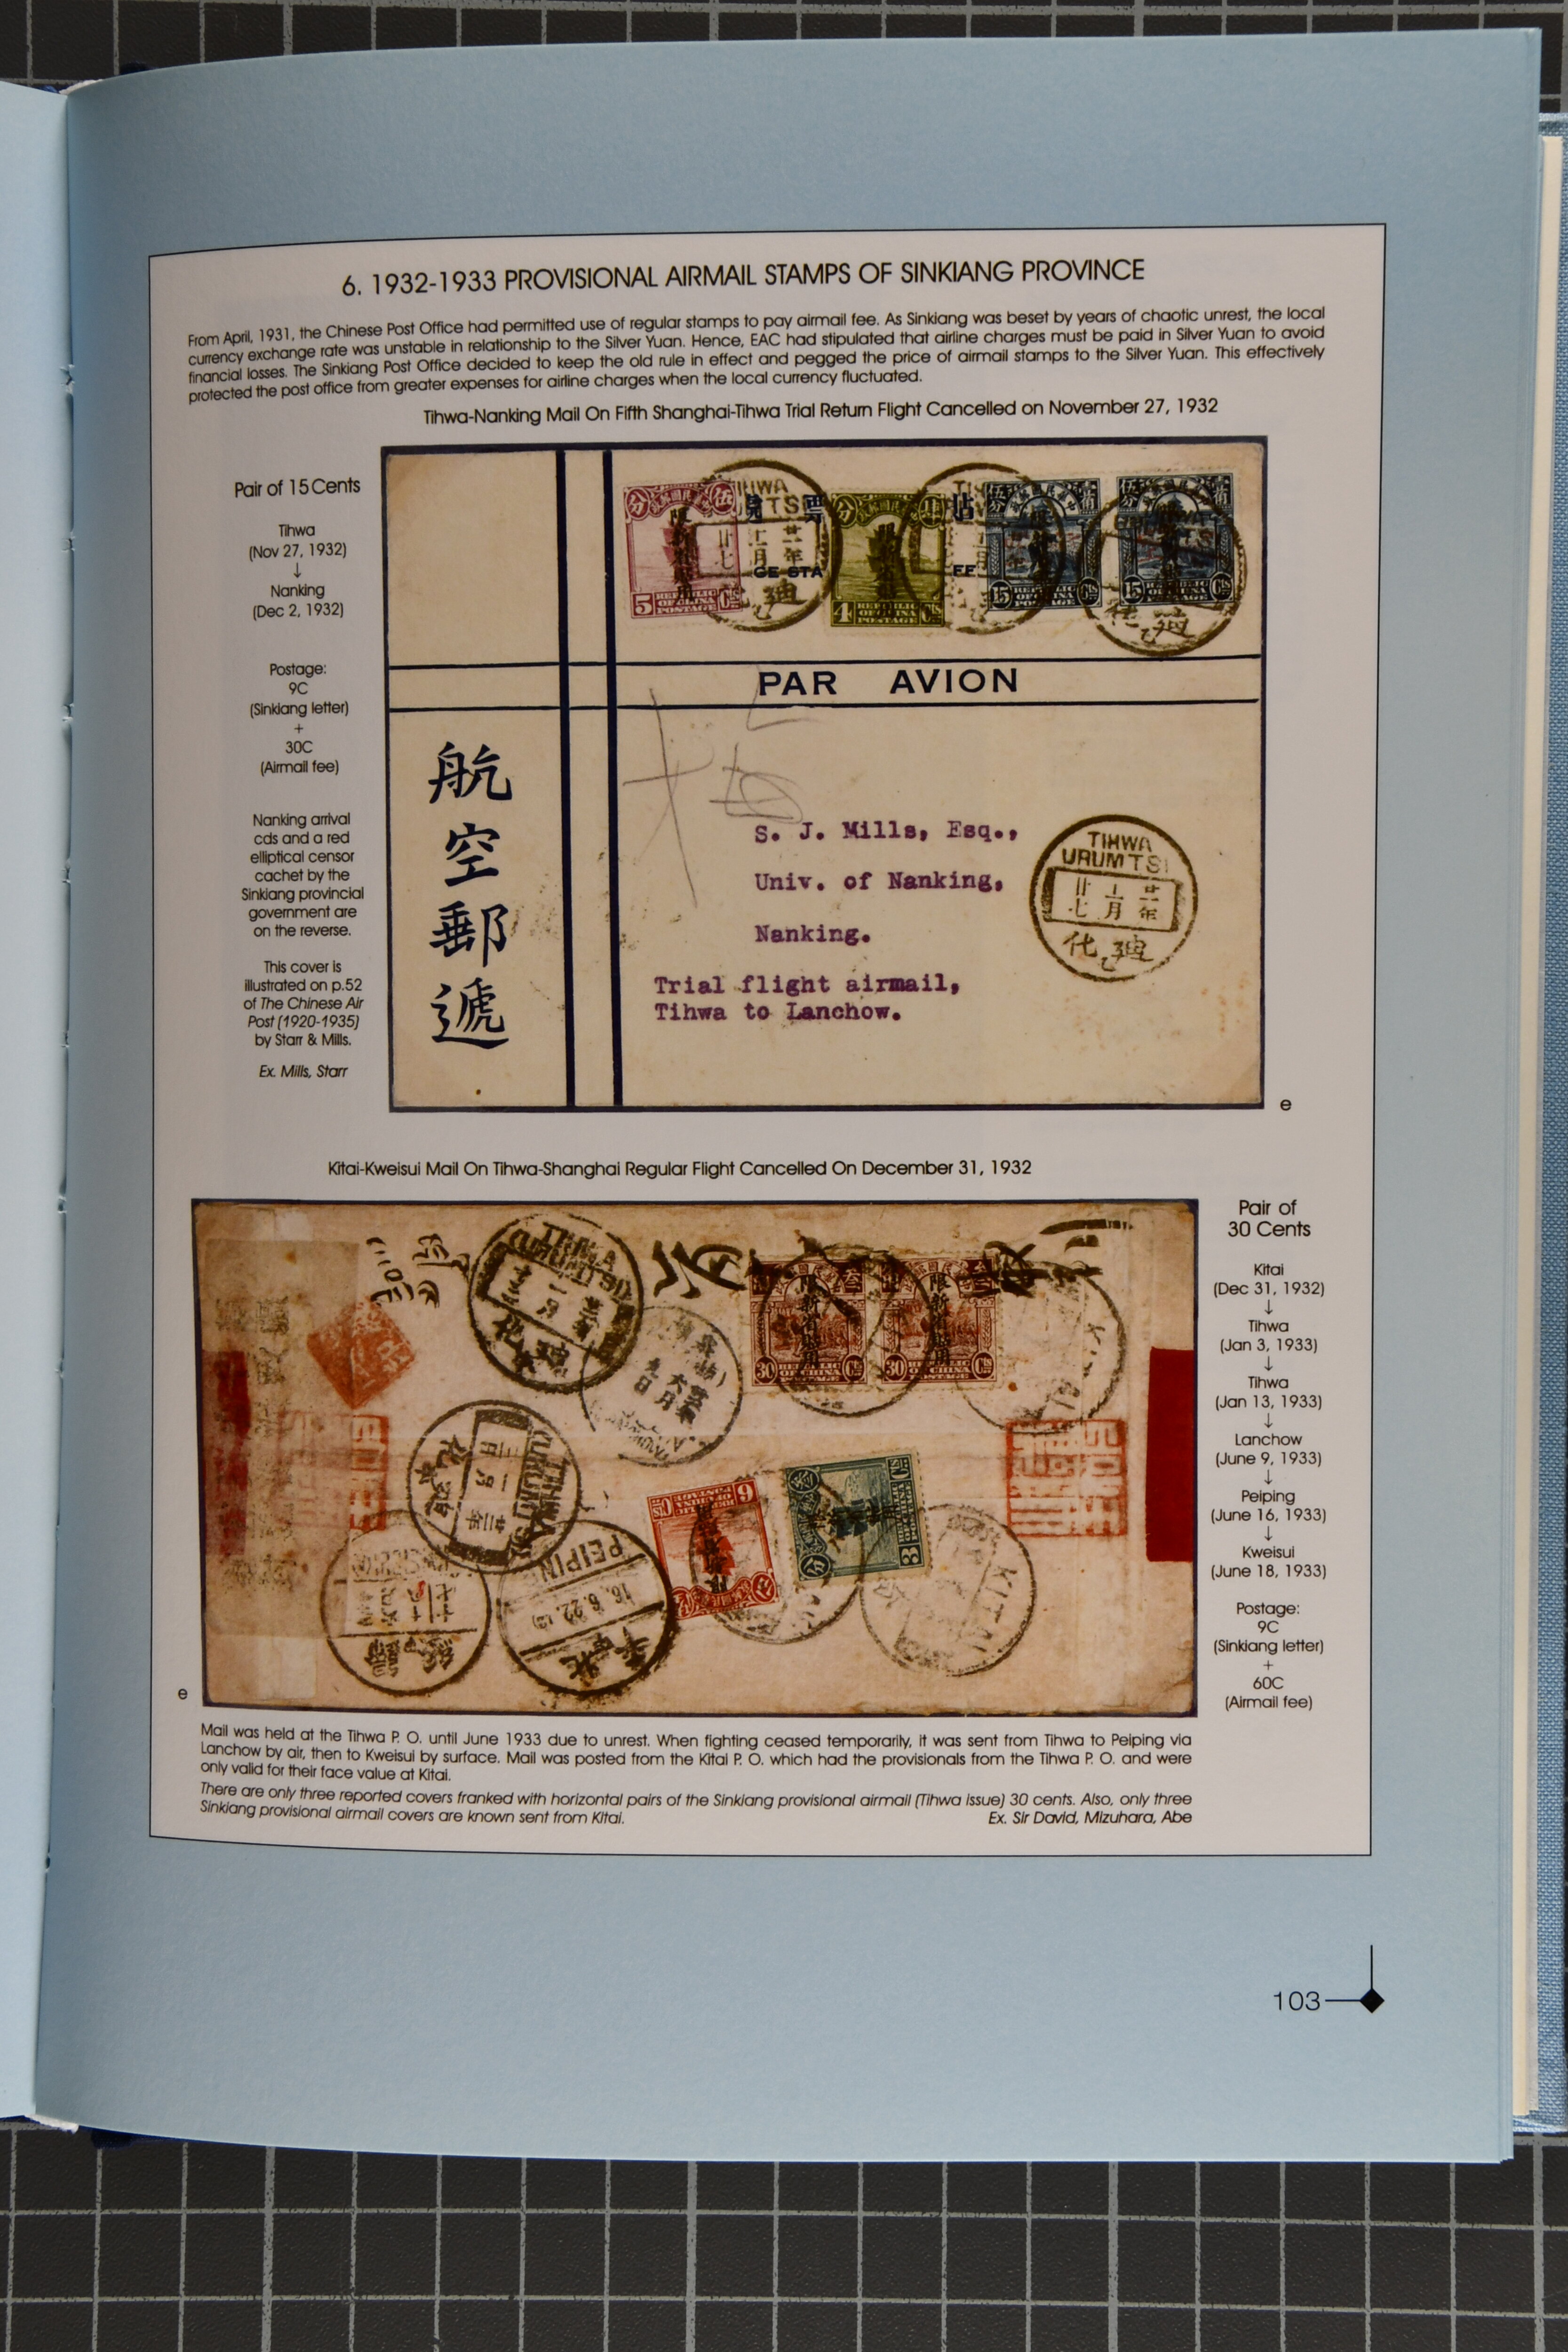 6. 1932-1933 PROVISIONAL AIRMAIL STAMPS OF SINKIANG PROVINCE
From April, 1931, the Chinese Post Office had permitted use of regular stamps to pay airmail fee. As Sinkiang was beset by years of chaotic unrest, the local
currency exchange rate was unstable in relationship to the Silver Yuan. Hence, EAC had stipulated that airline charges must be paid in Silver Yuan to avoid
financial losses. The Sinkiang Post Office decided to keep the old rule in effect and pegged the price of airmail stamps to the Silver Yuan. This effectively
protected the post office from greater expenses for airline charges when the local currency fluctuated.
Tihwa-Nanking Mail On Fifth Shanghai-Tihwa Trial Return Flight Cancelled on November 27, 1932
Pair of 15 Cents
Tihwa
(Nov 27, 1932)
↓
Nanking
(Dec 2, 1932)
Postage:
9C
(Sinkiang letter)
+
30C
(Airmail fee)
Nanking arrival
cds and a red
elliptical censor
cachet by the
Sinkiang provincial
government are
on the reverse.
This cover is
illustrated on p.52
of The Chinese Air
Post (1920-1935)
by Starr & Mills.
Ex. Mills, Starr
PAR AVION
航
空
郵
遞
S. J. Mills, Esq.,
Univ. of Nanking,
Nanking.
Trial flight airmail,
Tihwa to Lanchow.
TIHWA
URUMTSI
廿 十一 廿一
七 月 年
化 迪
e
Kitai-Kweisui Mail On Tihwa-Shanghai Regular Flight Cancelled On December 31, 1932
PEIPIN
KITAI
Pair of
30 Cents
Kitai
(Dec 31, 1932)
↓
Tihwa
(Jan 3, 1933)
↓
Tihwa
(Jan 13, 1933)
↓
Lanchow
(June 9, 1933)
↓
Peiping
(June 16, 1933)
↓
Kweisui
(June 18, 1933)
Postage:
9C
(Sinkiang letter)
+
60C
(Airmail fee)
e
Mail was held at the Tihwa P. O. until June 1933 due to unrest. When fighting ceased temporarily, it was sent from Tihwa to Peiping via
Lanchow by air, then to Kweisui by surface. Mail was posted from the Kitai P. O. which had the provisionals from the Tihwa P. O. and were
only valid for their face value at Kitai.
There are only three reported covers franked with horizontal pairs of the Sinkiang provisional airmail (Tihwa Issue) 30 cents. Also, only three
Sinkiang provisional airmail covers are known sent from Kitai.
Ex. Sir David, Mizuhara, Abe
103